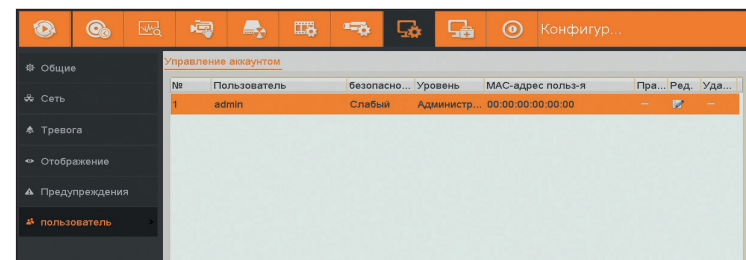 Конфигур...
Общие
Сеть
Тревога
Отображение
Предупреждения
пользователь
Управление аккаунтом
№ Пользователь безопасно... Уровень MAC-адрес польз-я Пра... Ред. Уда...
1 admin Слабый Администр... 00:00:00:00:00:00 — —